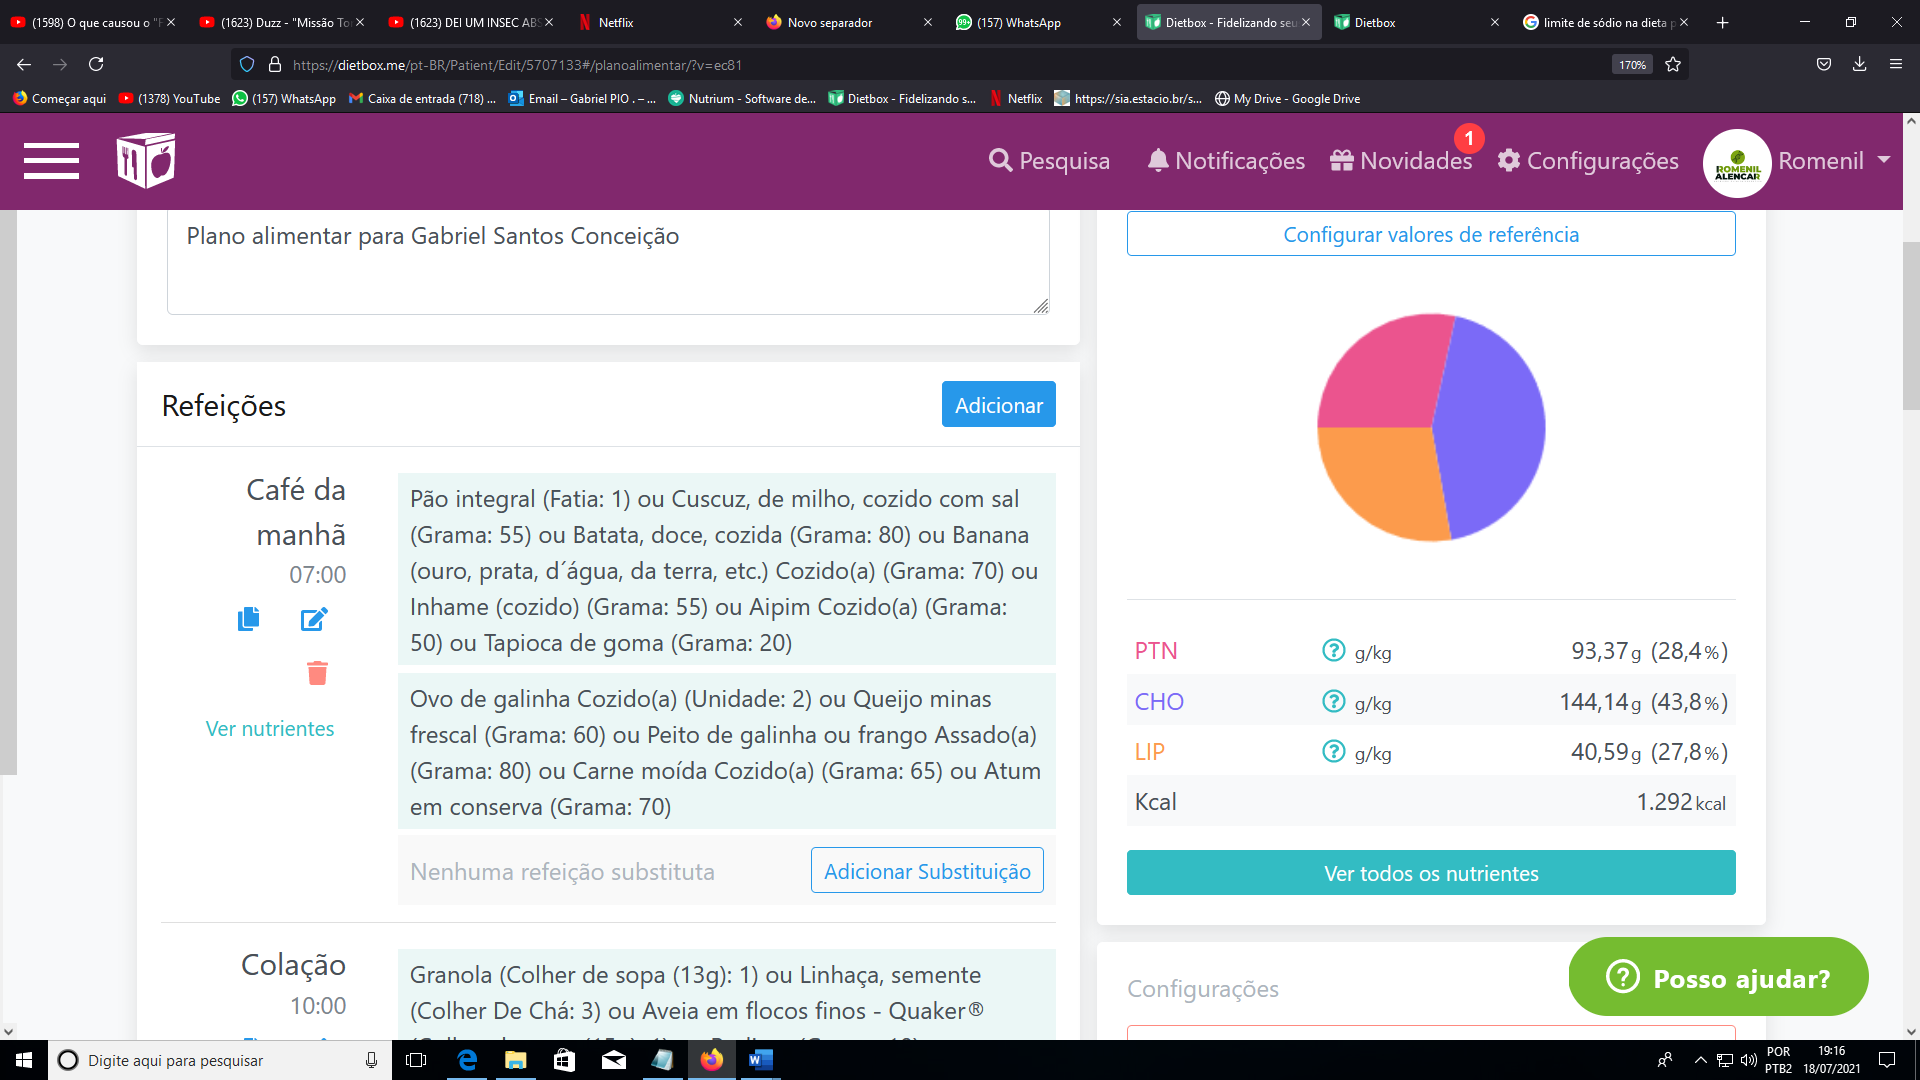 (1598) O que causou o "F
(1623) Duzz - "Missão To
(1623) DEI UM INSEC ABS
Netflix
Novo separador
(157) WhatsApp
Dietbox - Fidelizando seu
Dietbox
limite de sódio na dieta p
https://dietbox.me/pt-BR/Patient/Edit/5707133#/planoalimentar/?v=ec81
170%
Começar aqui
(1378) YouTube
(157) WhatsApp
Caixa de entrada (718) ...
Email – Gabriel PIO . – ...
Nutrium - Software de...
Dietbox - Fidelizando s...
Netflix
https://sia.estacio.br/s...
My Drive - Google Drive
Pesquisa
Notificações
Novidades
1
Configurações
ROMENIL
ALENCAR
Romenil
Plano alimentar para Gabriel Santos Conceição
Configurar valores de referência
Refeições
Adicionar
Café da
manhã
07:00
Ver nutrientes
Pão integral (Fatia: 1) ou Cuscuz, de milho, cozido com sal
(Grama: 55) ou Batata, doce, cozida (Grama: 80) ou Banana
(ouro, prata, d´água, da terra, etc.) Cozido(a) (Grama: 70) ou
Inhame (cozido) (Grama: 55) ou Aipim Cozido(a) (Grama:
50) ou Tapioca de goma (Grama: 20)
Ovo de galinha Cozido(a) (Unidade: 2) ou Queijo minas
frescal (Grama: 60) ou Peito de galinha ou frango Assado(a)
(Grama: 80) ou Carne moída Cozido(a) (Grama: 65) ou Atum
em conserva (Grama: 70)
Nenhuma refeição substituta
Adicionar Substituição
Colação
10:00
Granola (Colher de sopa (13g): 1) ou Linhaça, semente
(Colher De Chá: 3) ou Aveia em flocos finos - Quaker®
PTN g/kg 93,37 g (28,4 %)
CHO g/kg 144,14 g (43,8 %)
LIP g/kg 40,59 g (27,8 %)
Kcal 1.292 kcal
Ver todos os nutrientes
Configurações
Posso ajudar?
Digite aqui para pesquisar
POR
PTB2
19:16
18/07/2021